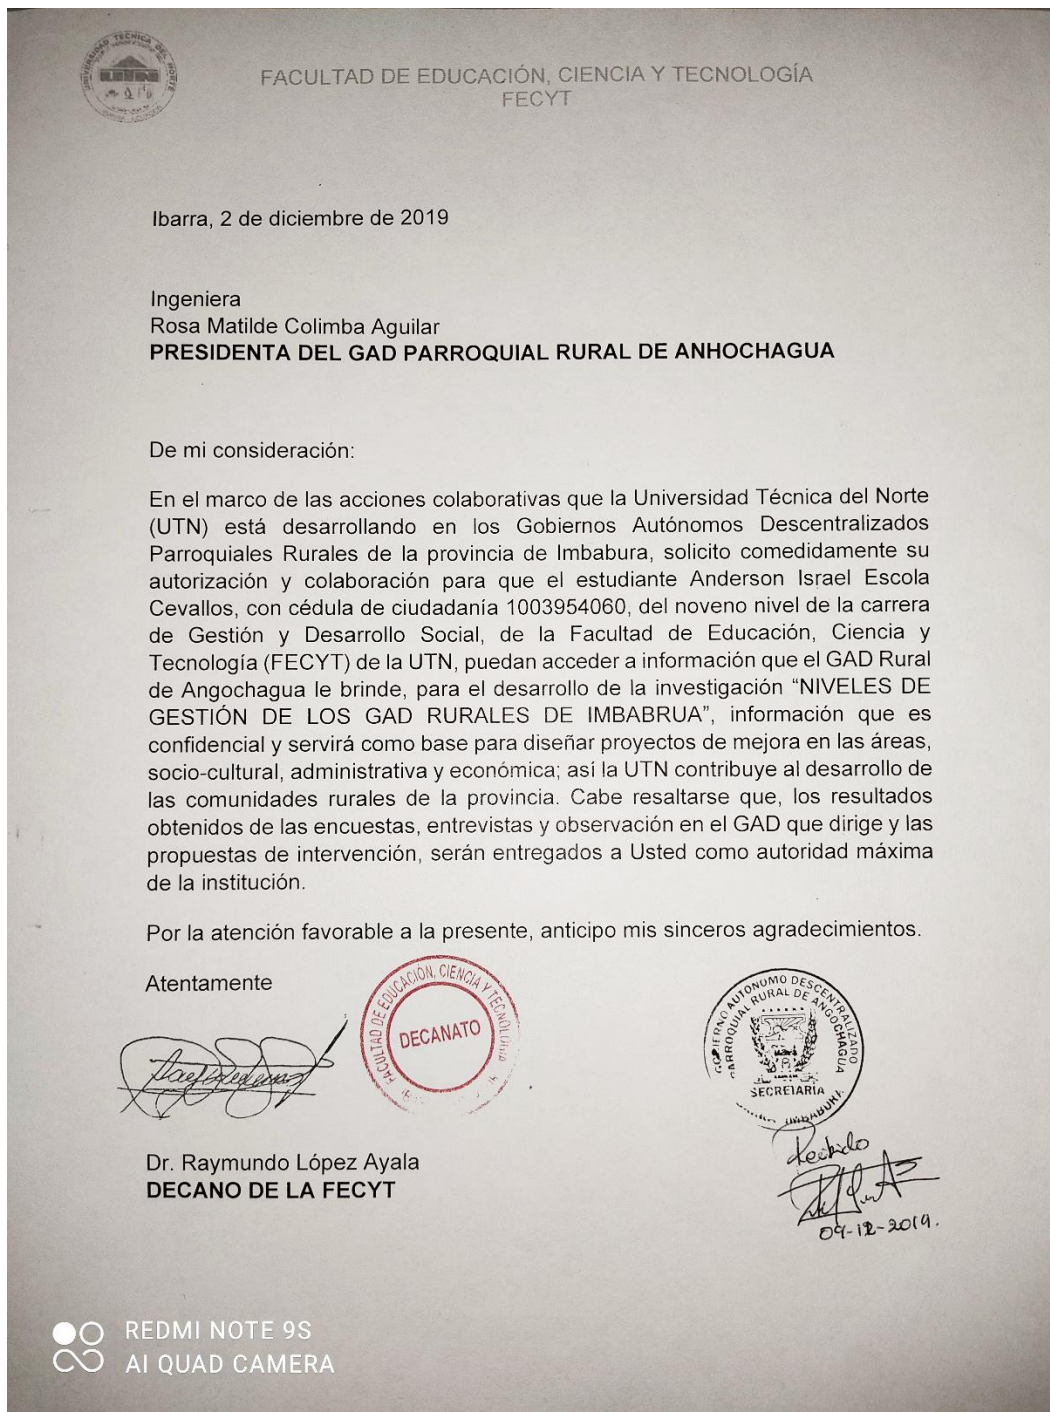 UNIVERSIDAD TECNICA DEL NORTE
FACULTAD DE EDUCACIÓN, CIENCIA Y TECNOLOGÍA
FECYT
Ibarra, 2 de diciembre de 2019
Ingeniera
Rosa Matilde Colimba Aguilar
PRESIDENTA DEL GAD PARROQUIAL RURAL DE ANHOCHAGUA
De mi consideración:
En el marco de las acciones colaborativas que la Universidad Técnica del Norte
(UTN) está desarrollando en los Gobiernos Autónomos Descentralizados
Parroquiales Rurales de la provincia de Imbabura, solicito comedidamente su
autorización y colaboración para que el estudiante Anderson Israel Escola
Cevallos, con cédula de ciudadanía 1003954060, del noveno nivel de la carrera
de Gestión y Desarrollo Social, de la Facultad de Educación, Ciencia y
Tecnología (FECYT) de la UTN, puedan acceder a información que el GAD Rural
de Angochagua le brinde, para el desarrollo de la investigación “NIVELES DE
GESTIÓN DE LOS GAD RURALES DE IMBABRUA”, información que es
confidencial y servirá como base para diseñar proyectos de mejora en las áreas,
socio-cultural, administrativa y económica; así la UTN contribuye al desarrollo de
las comunidades rurales de la provincia. Cabe resaltarse que, los resultados
obtenidos de las encuestas, entrevistas y observación en el GAD que dirige y las
propuestas de intervención, serán entregados a Usted como autoridad máxima
de la institución.
Por la atención favorable a la presente, anticipo mis sinceros agradecimientos.
Atentamente
FACULTAD DE EDUCACIÓN, CIENCIA Y TECNOLOGÍA
DECANATO
GOBIERNO AUTONOMO DESCENTRALIZADO
PARROQUIAL RURAL DE ANGOCHAGUA
SECRETARIA
IMBABURA
Recibido
09-12-2019.
Dr. Raymundo López Ayala
DECANO DE LA FECYT
REDMI NOTE 9S
AI QUAD CAMERA